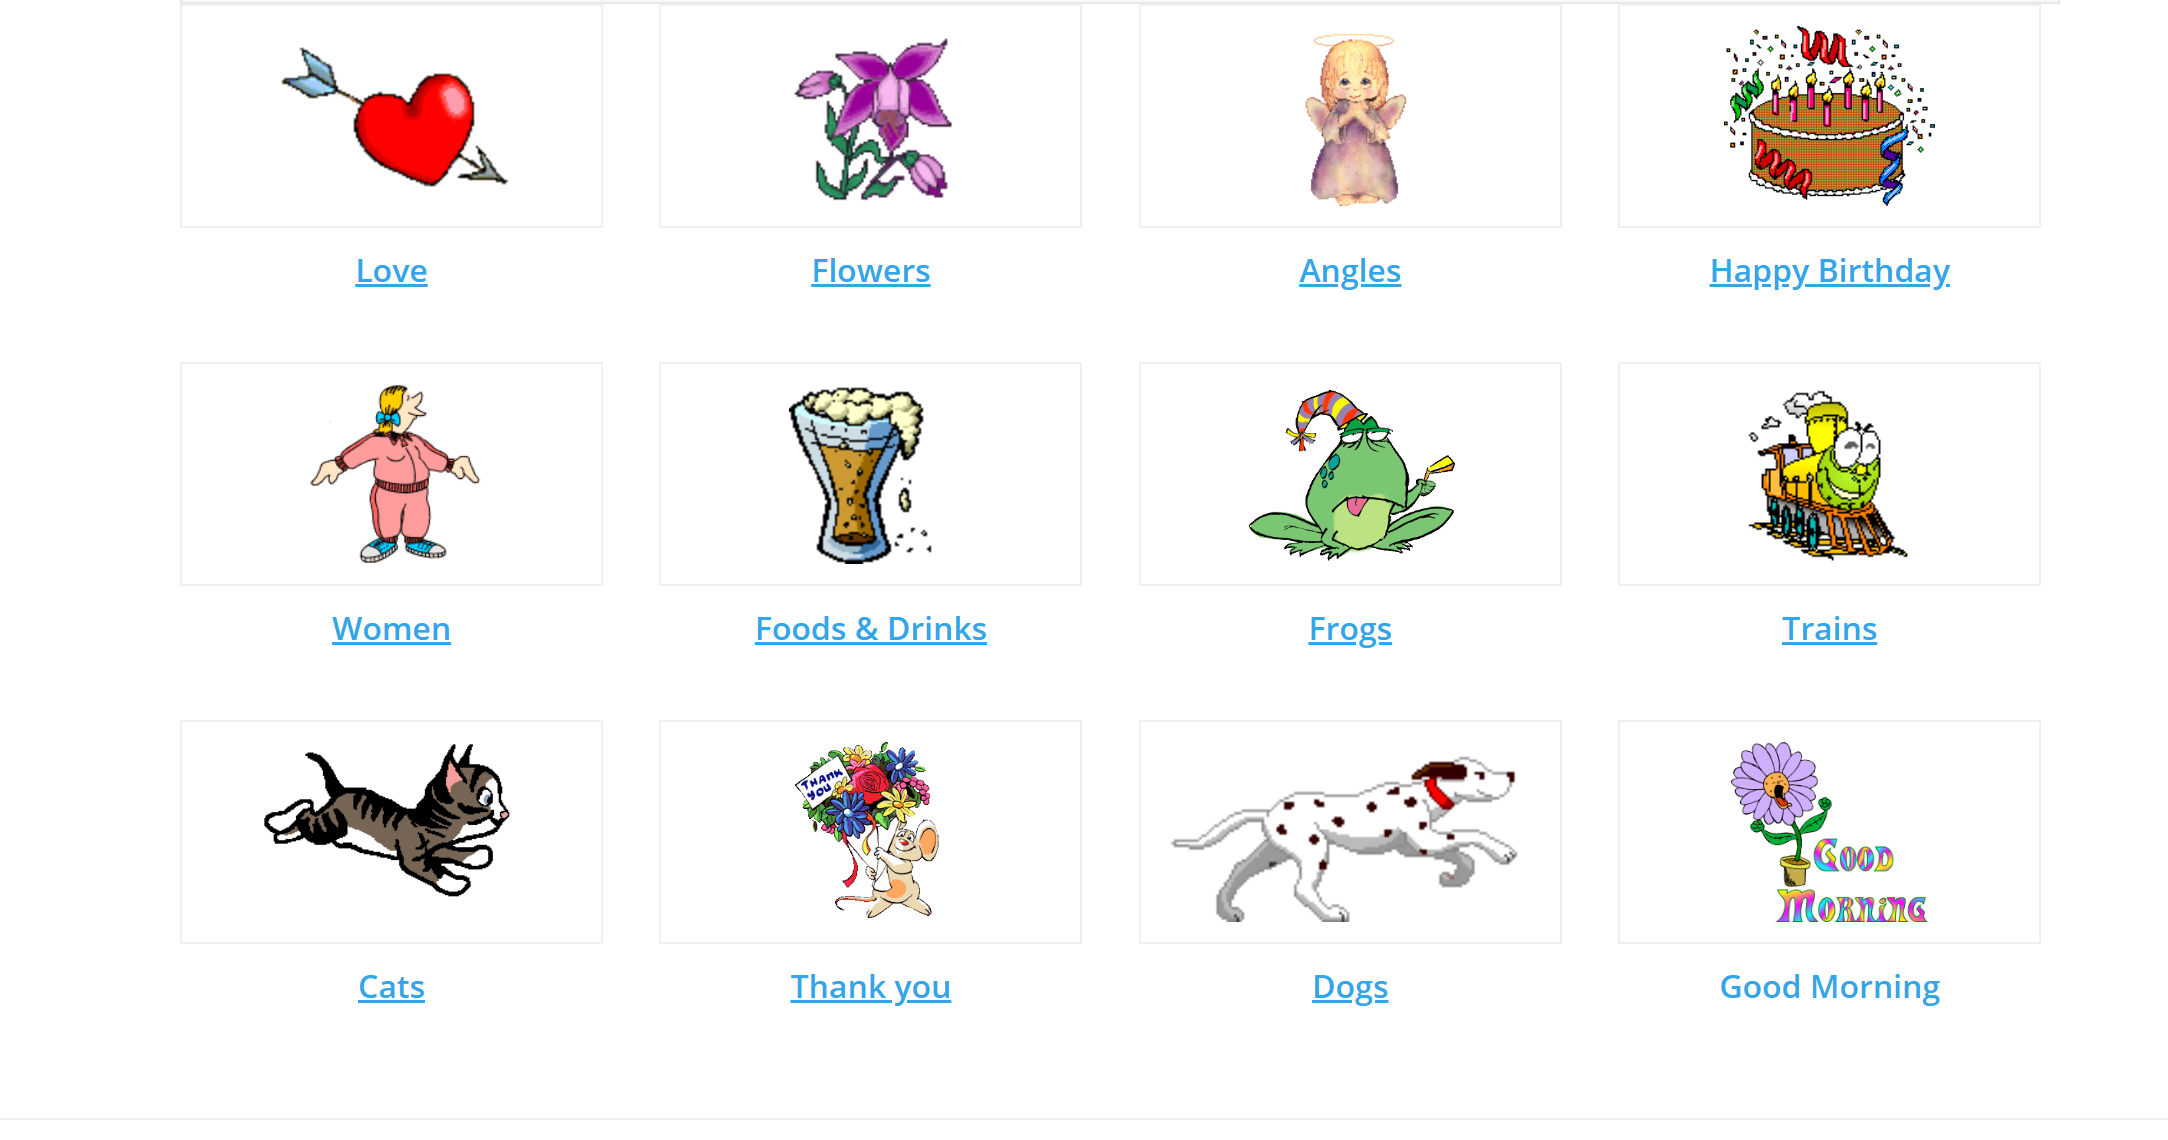 Love
Flowers
Angles
Happy Birthday
Women
Foods & Drinks
Frogs
Trains
THANK
YOU
GOOD
MORNING
Cats
Thank you
Dogs
Good Morning